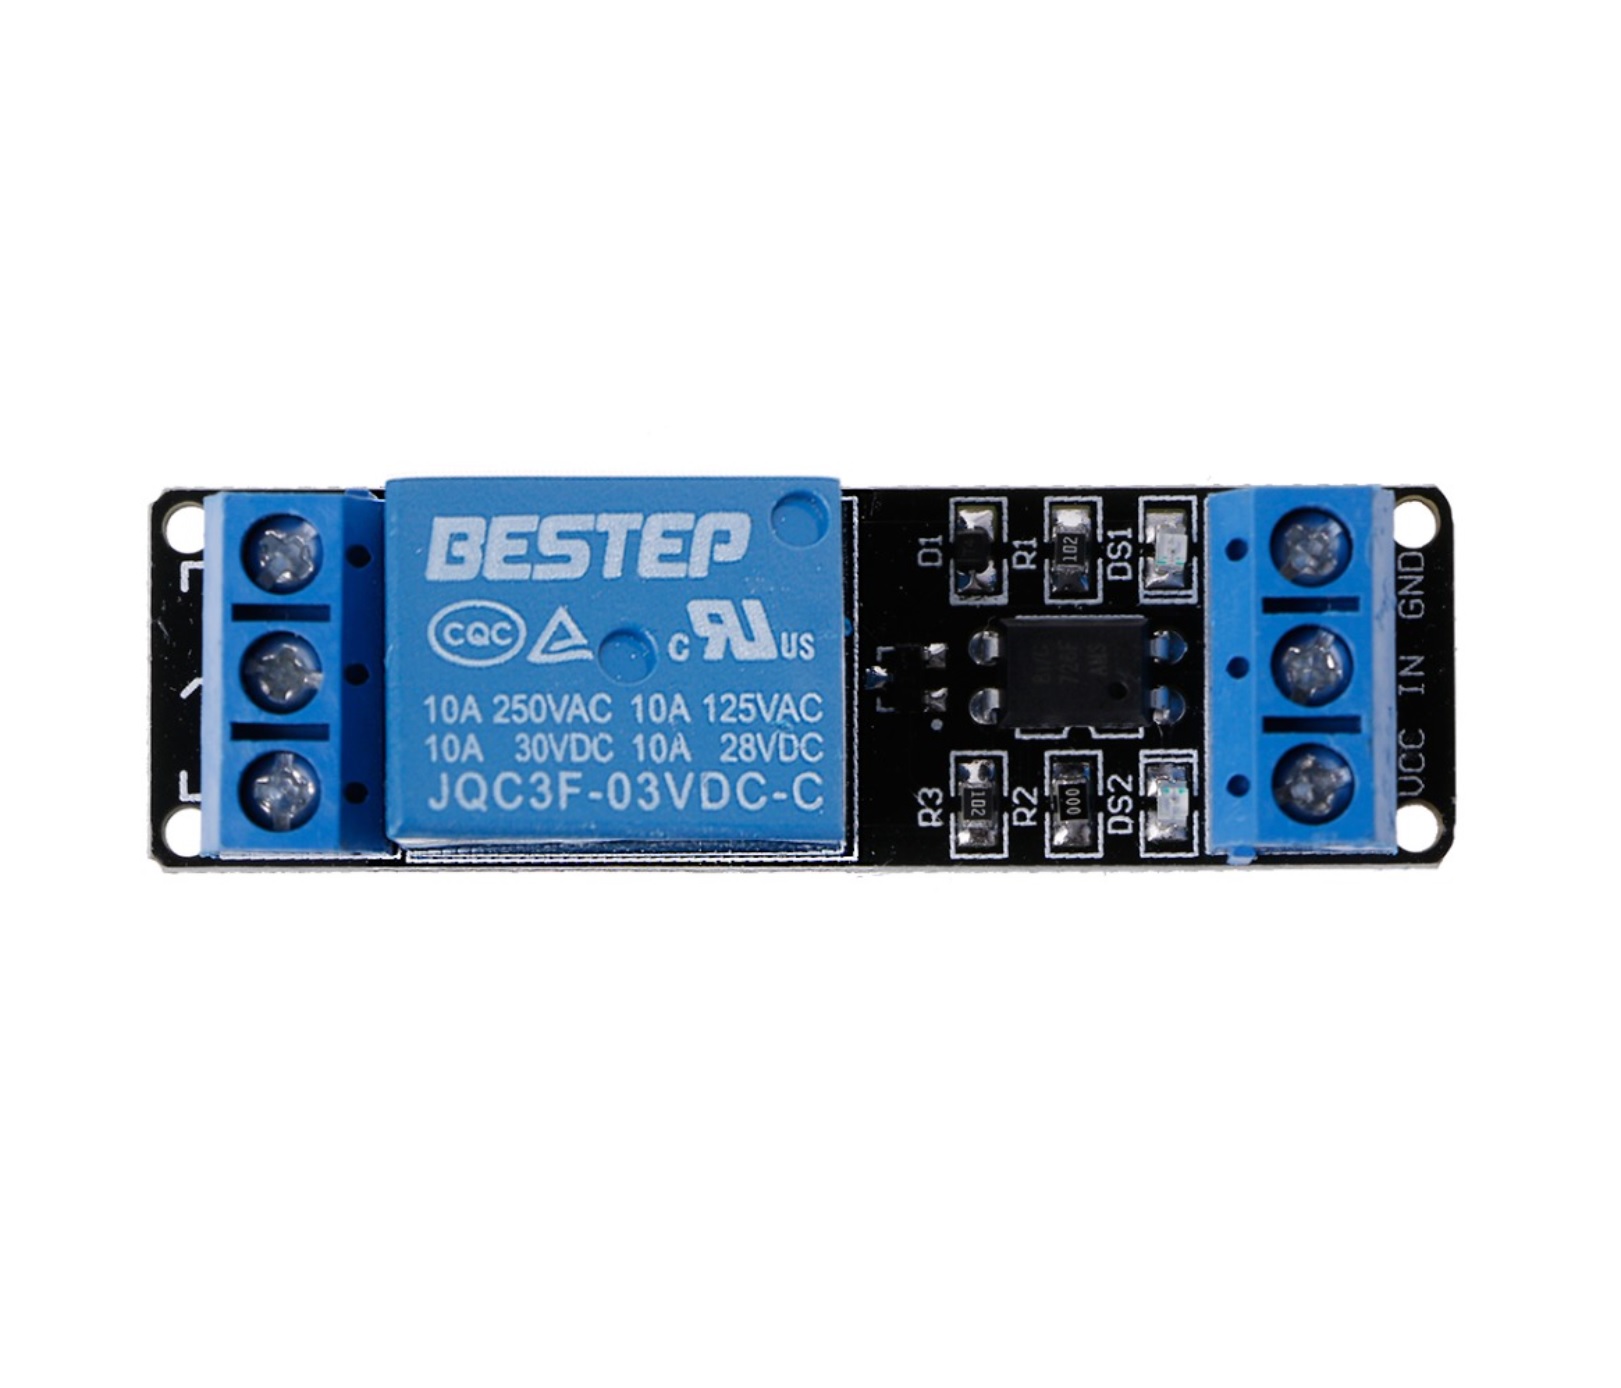 BESTEP
CQC
c RU US
10A 250VAC 10A 125VAC
10A 30VDC 10A 28VDC
JQC3F-03VDC-C
D1
R1
102
DS1
R3
102
R2
000
DS2
VCC IN GND